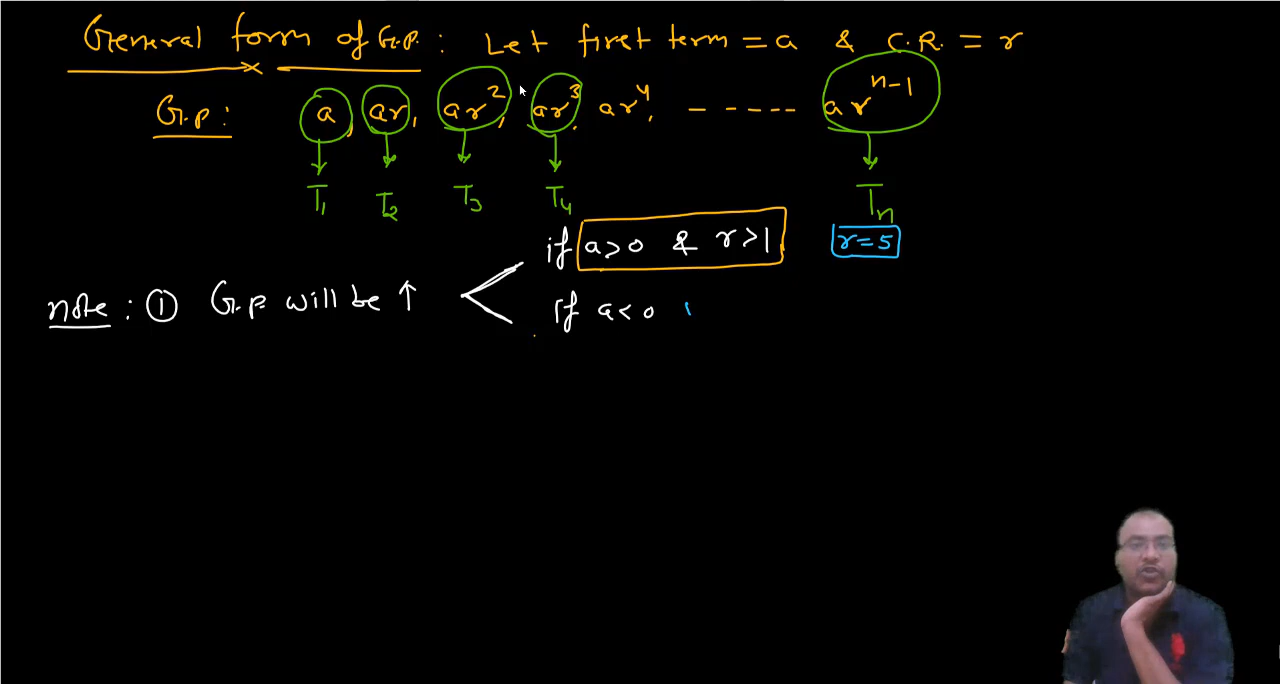 General form of G.P. : Let first term = a & C.R. = r
G.P : a, ar, ar², ar³, ar⁴, ----- arⁿ⁻¹
T₁ T₂ T₃ T₄ Tₙ
if a>0 & r>1 r=5
note : ① G.P will be ↑
If a<0